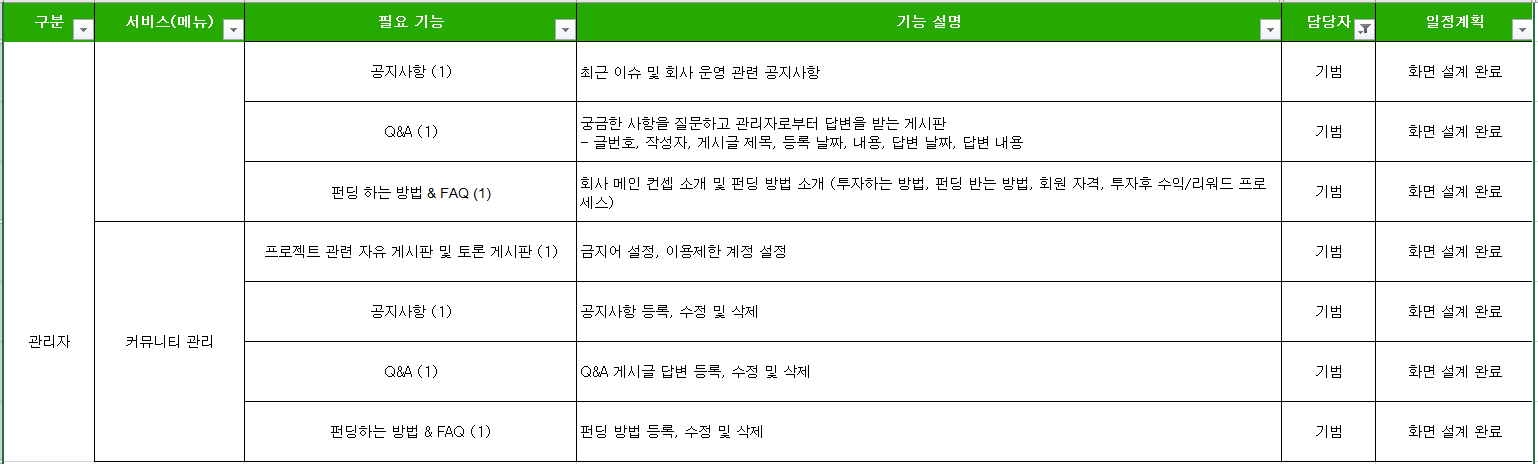 구분 서비스(메뉴) 필요 기능 기능 설명 담당자 일정계획
공지사항 (1) 최근 이슈 및 회사 운영 관련 공지사항 기범 화면 설계 완료
Q&A (1) 궁금한 사항을 질문하고 관리자로부터 답변을 받는 게시판
- 글번호, 작성자, 게시글 제목, 등록 날짜, 내용, 답변 날짜, 답변 내용 기범 화면 설계 완료
펀딩 하는 방법 & FAQ (1) 회사 메인 컨셉 소개 및 펀딩 방법 소개 (투자하는 방법, 펀딩 받는 방법, 회원 자격, 투자후 수익/리워드 프로
세스) 기범 화면 설계 완료
관리자 커뮤니티 관리
프로젝트 관련 자유 게시판 및 토론 게시판 (1) 금지어 설정, 이용제한 계정 설정 기범 화면 설계 완료
공지사항 (1) 공지사항 등록, 수정 및 삭제 기범 화면 설계 완료
Q&A (1) Q&A 게시글 답변 등록, 수정 및 삭제 기범 화면 설계 완료
펀딩하는 방법 & FAQ (1) 펀딩 방법 등록, 수정 및 삭제 기범 화면 설계 완료